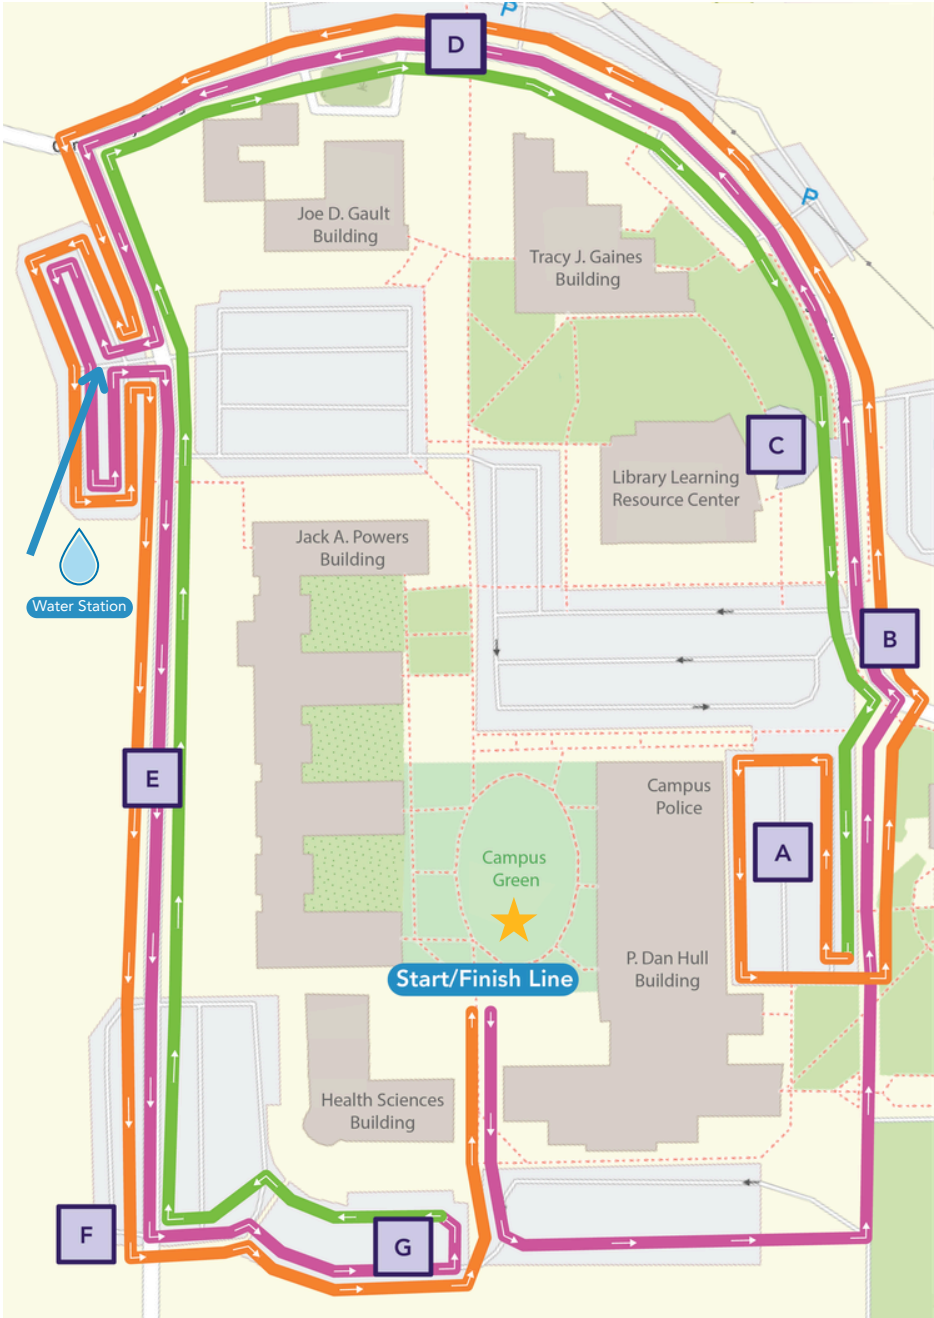 P
D
P
Joe D. Gault
Building
Tracy J. Gaines
Building
C
Library Learning
Resource Center
Jack A. Powers
Building
Water Station
B
E
Campus
Police
A
Campus
Green
P. Dan Hull
Building
Start/Finish Line
Health Sciences
Building
F
G